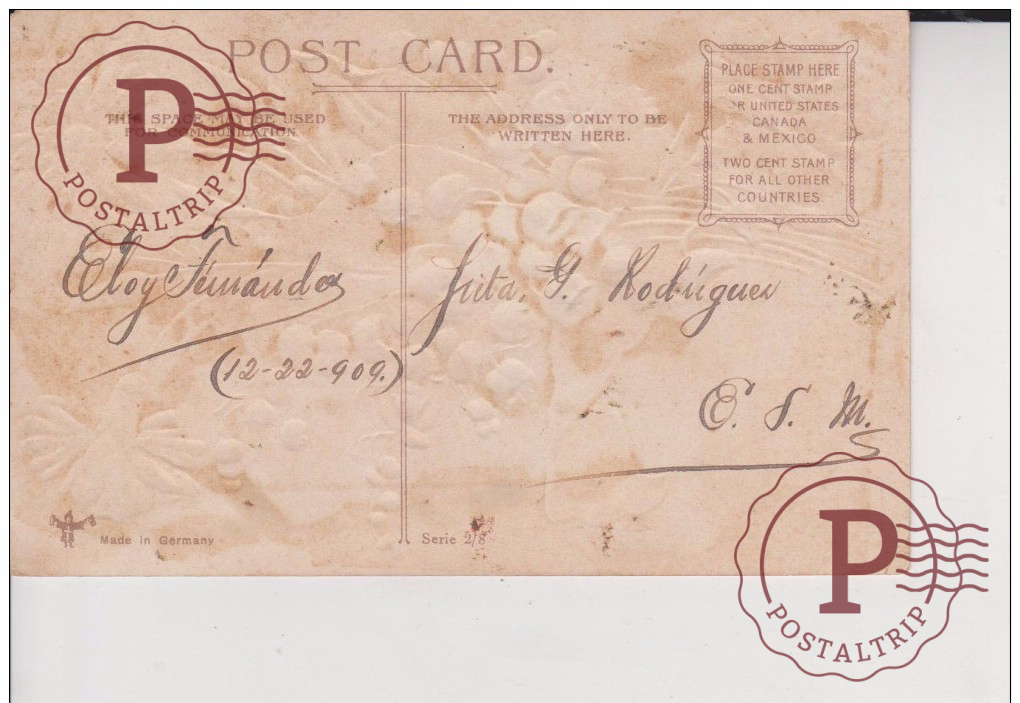 POST CARD.
THIS SPACE MAY BE USED
FOR COMMUNICATION
THE ADDRESS ONLY TO BE
WRITTEN HERE.
PLACE STAMP HERE
ONE CENT STAMP
OR UNITED STATES
CANADA
& MEXICO
TWO CENT STAMP
FOR ALL OTHER
COUNTRIES
Eloy Fernández
(12-22-909.)
Srita. G. Rodríguez
E. S. M.
Made in Germany
Serie 2/8
P
POSTALTRIP
P
POSTALTRIP